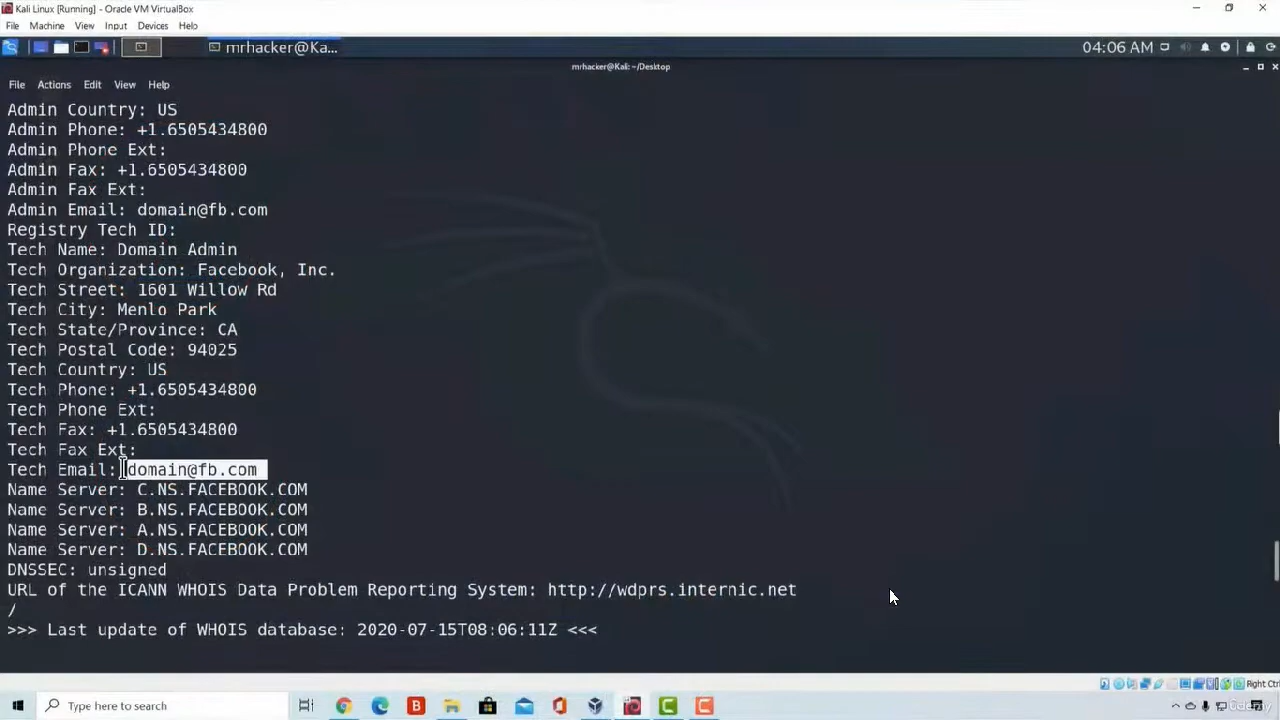 Kali Linux [Running] - Oracle VM VirtualBox
File Machine View Input Devices Help
mrhacker@Ka...
04:06 AM
mrhacker@Kali: ~/Desktop
File Actions Edit View Help
Admin Country: US
Admin Phone: +1.6505434800
Admin Phone Ext:
Admin Fax: +1.6505434800
Admin Fax Ext:
Admin Email: domain@fb.com
Registry Tech ID:
Tech Name: Domain Admin
Tech Organization: Facebook, Inc.
Tech Street: 1601 Willow Rd
Tech City: Menlo Park
Tech State/Province: CA
Tech Postal Code: 94025
Tech Country: US
Tech Phone: +1.6505434800
Tech Phone Ext:
Tech Fax: +1.6505434800
Tech Fax Ext:
Tech Email: domain@fb.com
Name Server: C.NS.FACEBOOK.COM
Name Server: B.NS.FACEBOOK.COM
Name Server: A.NS.FACEBOOK.COM
Name Server: D.NS.FACEBOOK.COM
DNSSEC: unsigned
URL of the ICANN WHOIS Data Problem Reporting System: http://wdprs.internic.net
/
>>> Last update of WHOIS database: 2020-07-15T08:06:11Z <<<
Right Ctrl
Type here to search
B
Udemy